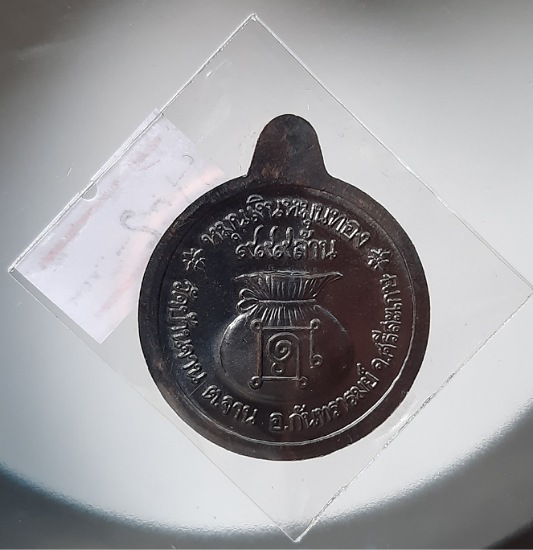 หมุนเงินหมุนทอง
๙๙๙ล้าน
วัดบ้านจาน ต.จาน อ.กันทรารมย์ จ.ศรีสะเกษ